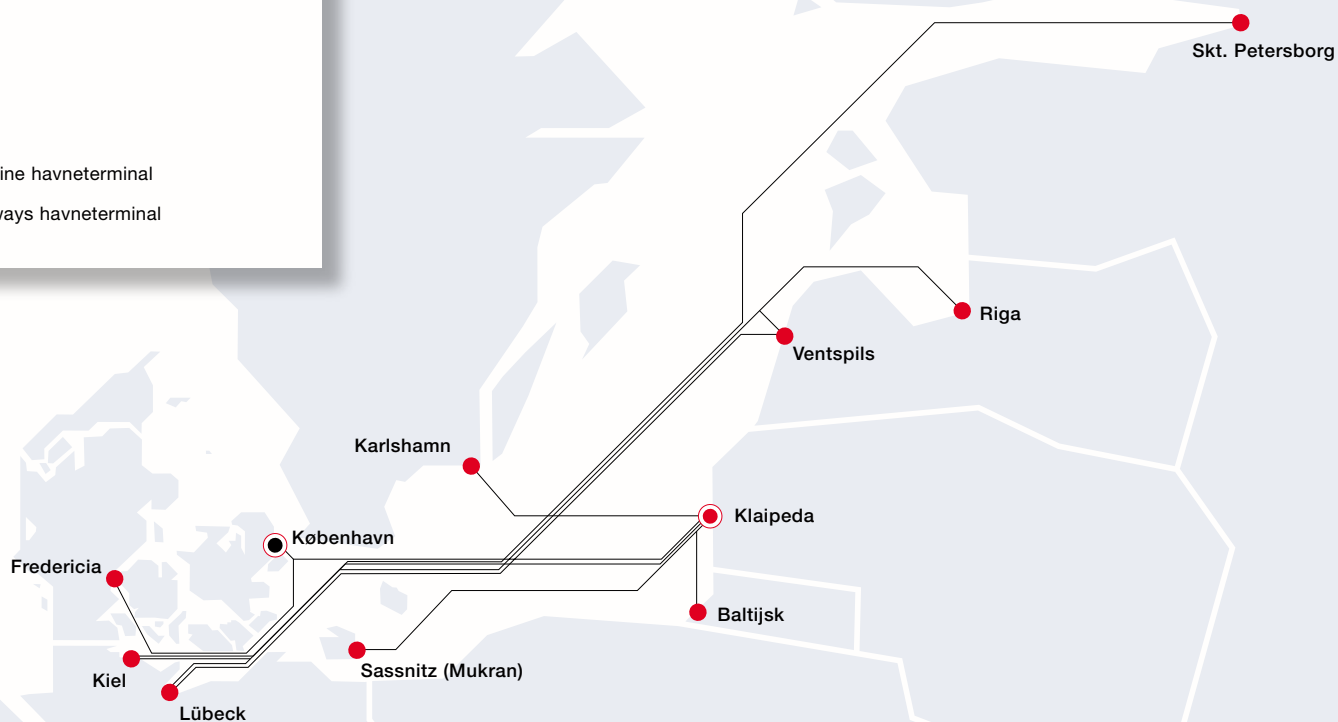 Skt. Petersborg
ine havneterminal
ways havneterminal
Riga
Ventspils
Karlshamn
Klaipeda
København
Fredericia
Baltijsk
Sassnitz (Mukran)
Kiel
Lübeck